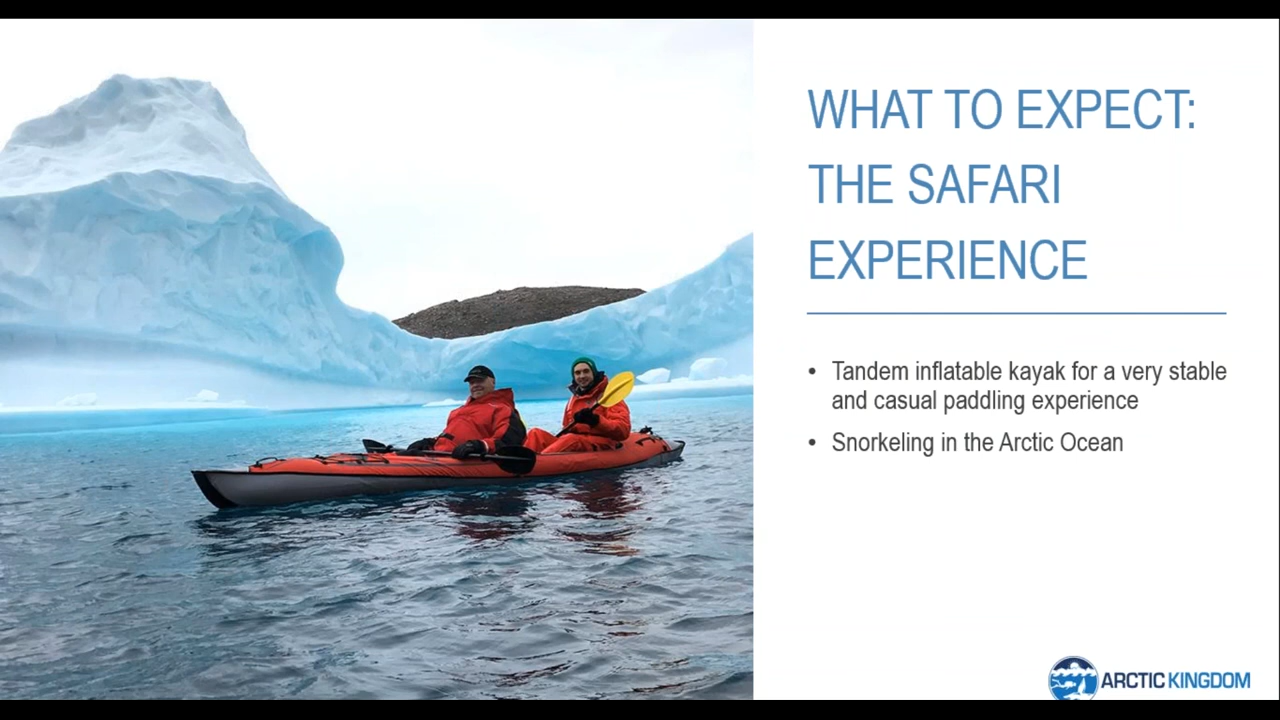 WHAT TO EXPECT:
THE SAFARI
EXPERIENCE
• Tandem inflatable kayak for a very stable
and casual paddling experience
• Snorkeling in the Arctic Ocean
ARCTIC KINGDOM